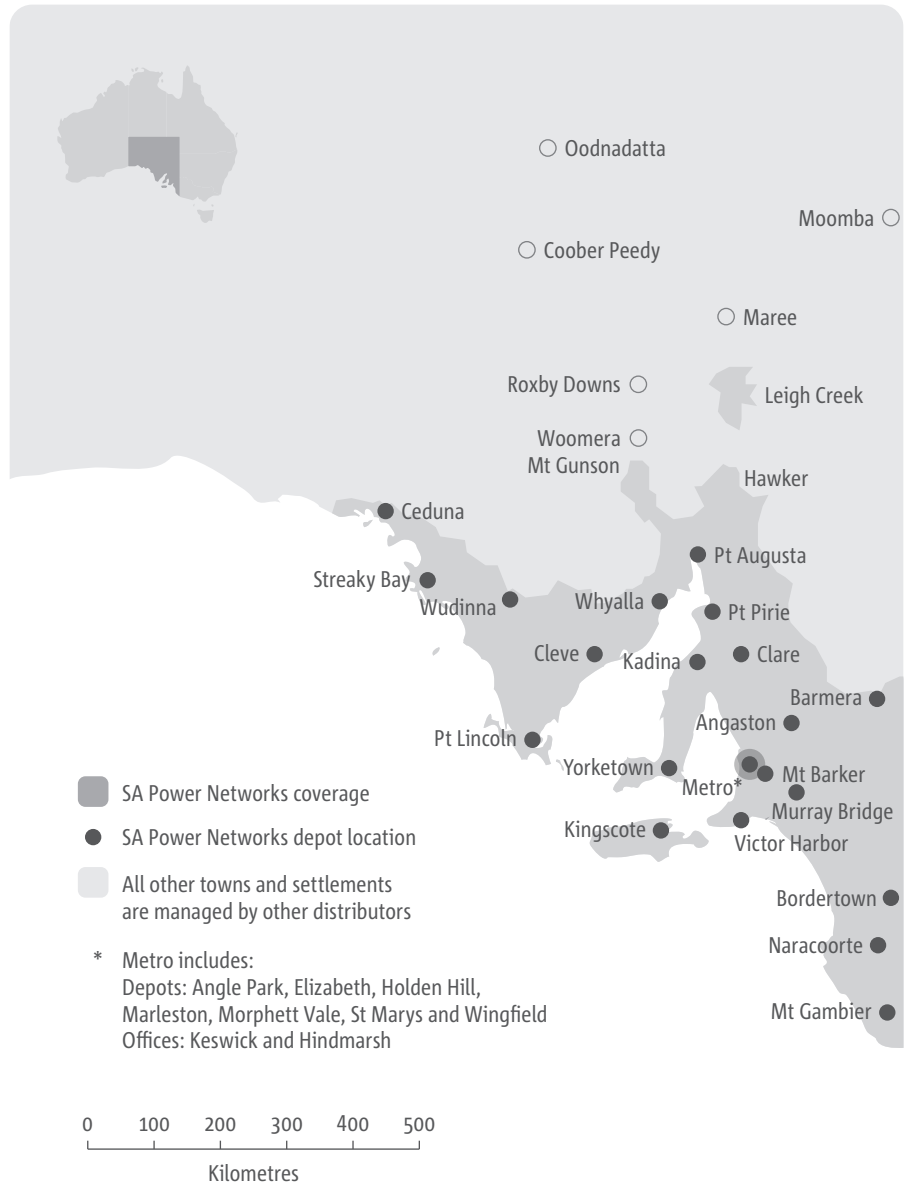 Oodnadatta
Moomba
Coober Peedy
Maree
Roxby Downs
Leigh Creek
Woomera
Mt Gunson
Hawker
Ceduna
Pt Augusta
Streaky Bay
Wudinna
Whyalla
Pt Pirie
Cleve
Kadina
Clare
Barmera
Angaston
Pt Lincoln
Yorketown
Metro*
Mt Barker
Murray Bridge
Kingscote
Victor Harbor
Bordertown
Naracoorte
Mt Gambier
SA Power Networks coverage
SA Power Networks depot location
All other towns and settlements
are managed by other distributors
* Metro includes:
Depots: Angle Park, Elizabeth, Holden Hill,
Marleston, Morphett Vale, St Marys and Wingfield
Offices: Keswick and Hindmarsh
0 100 200 300 400 500
Kilometres